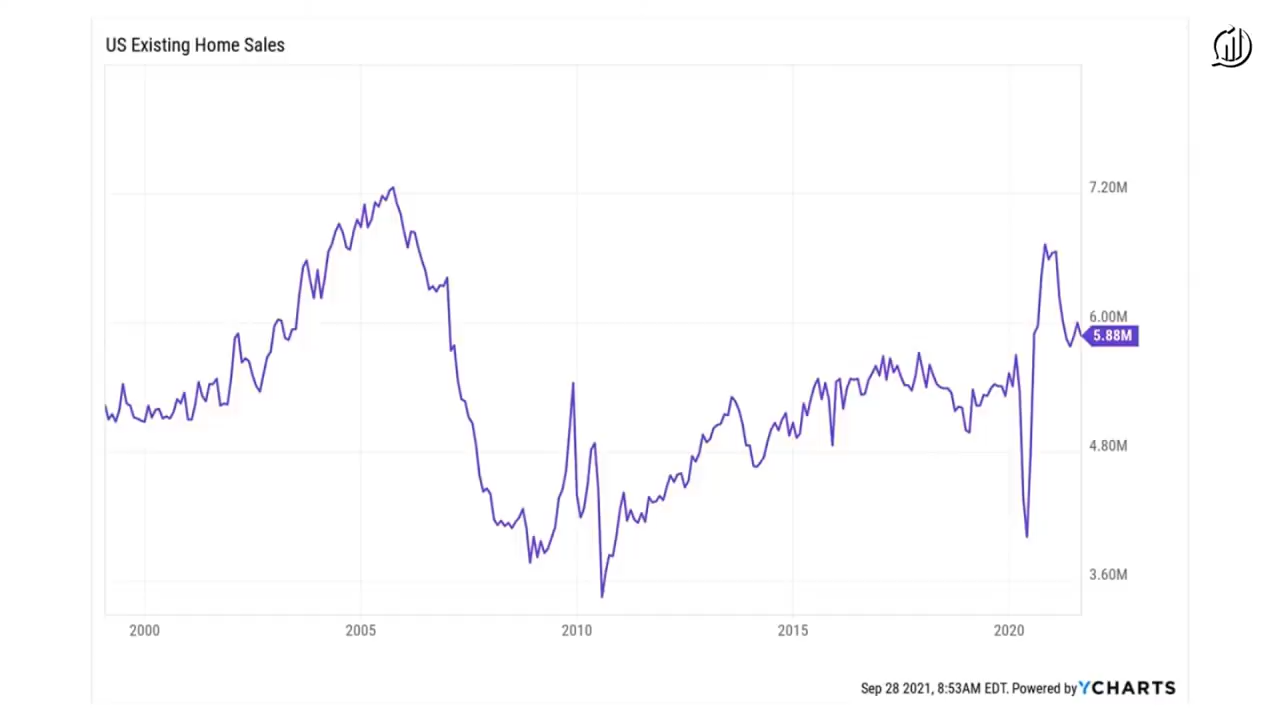 US Existing Home Sales
7.20M
6.00M
5.88M
4.80M
3.60M
2000 2005 2010 2015 2020
Sep 28 2021, 8:53AM EDT. Powered by YCHARTS